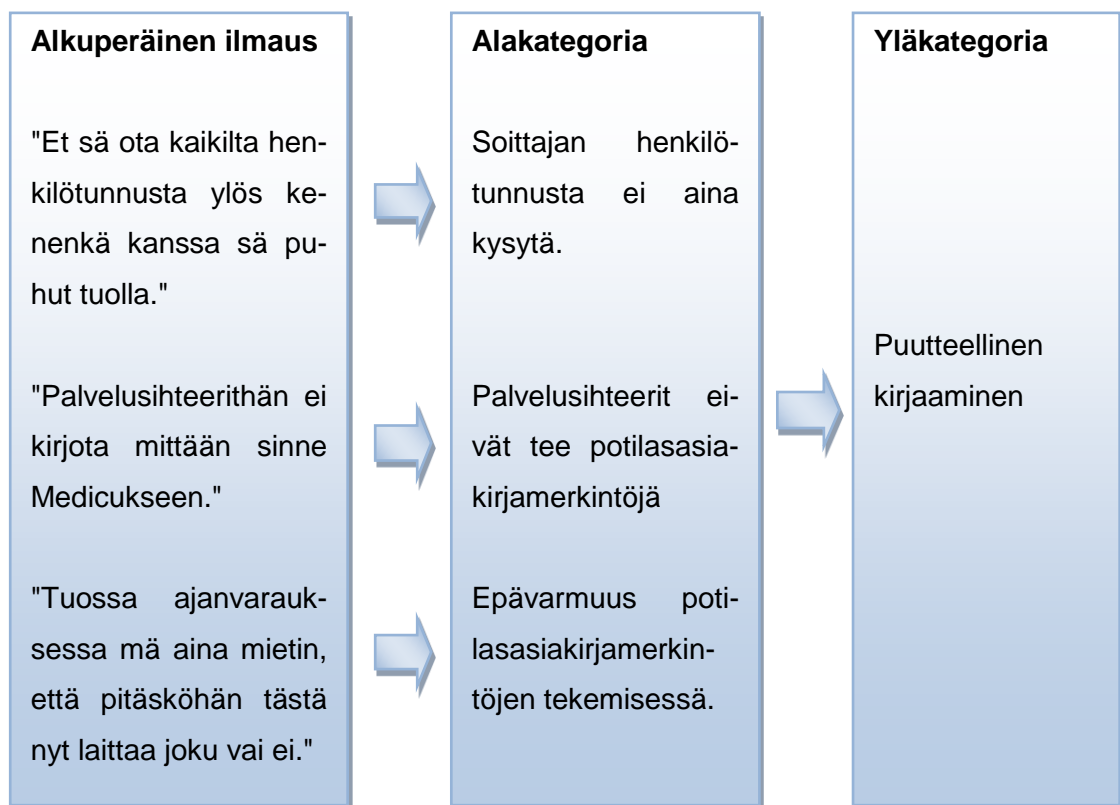 Alkuperäinen ilmaus
"Et sä ota kaikilta hen-
kilötunnusta ylös ke-
nenkä kanssa sä pu-
hut tuolla."
"Palvelusihteerithän ei
kirjota mittään sinne
Medicukseen."
"Tuossa ajanvarauk-
sessa mä aina mietin,
että pitäsköhän tästä
nyt laittaa joku vai ei."
Alakategoria
Soittajan henkilö-
tunnusta ei aina
kysytä.
Palvelusihteerit ei-
vät tee potilasasia-
kirjamerkintöjä
Epävarmuus poti-
lasasiakirjamerkin-
töjen tekemisessä.
Yläkategoria
Puutteellinen
kirjaaminen